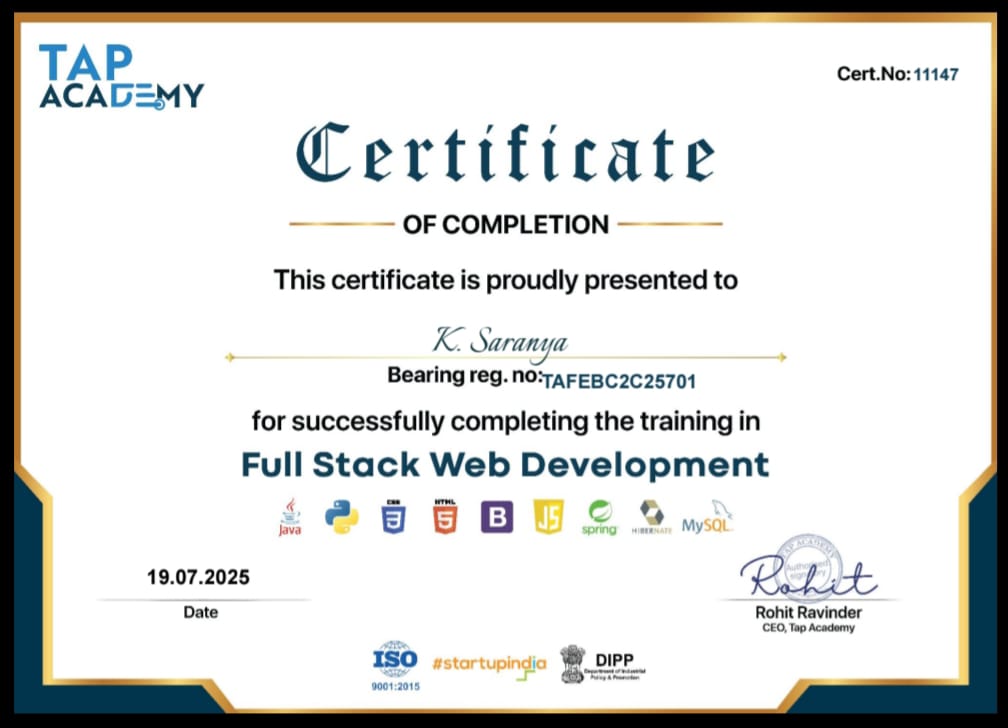 TAP
ACADEMY
Cert.No: 11147
Certificate
OF COMPLETION
This certificate is proudly presented to
K. Saranya
Bearing reg. no:TAFEBC2C25701
for successfully completing the training in
Full Stack Web Development
Java
CSS
3
HTML
5
B
JS
spring
HIBERNATE
MySQL
19.07.2025
Date
TAP ACADEMY
Authorised
signatory
Rohit
Rohit Ravinder
CEO, Tap Academy
ISO
9001:2015
#startupindia
DIPP
Department of Industrial
Policy & Promotion